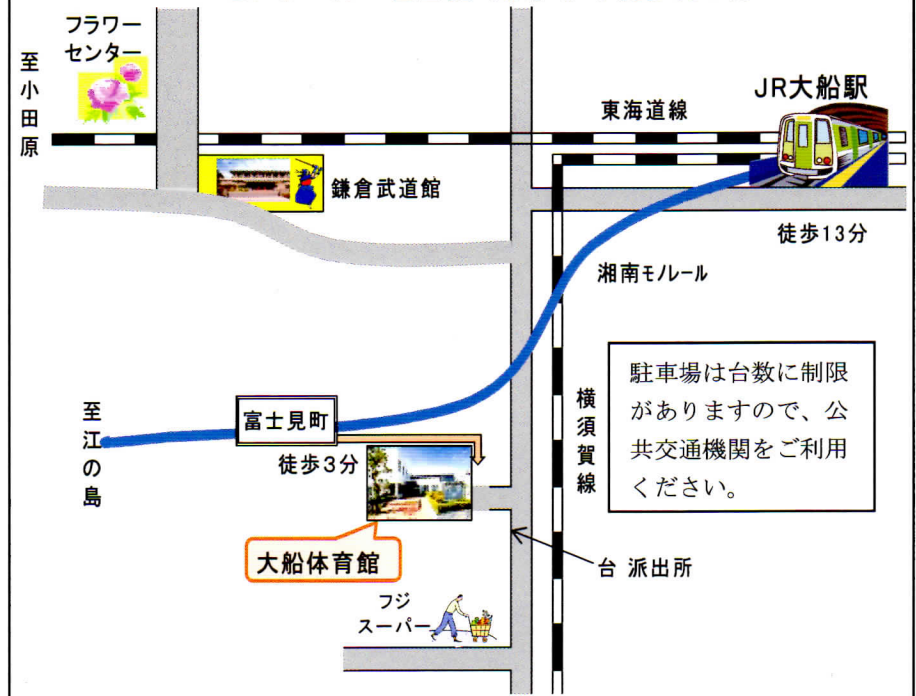 フラワー
センター
至小田原
JR大船駅
東海道線
鎌倉武道館
徒歩13分
湘南モノレール
駐車場は台数に制限
がありますので、公
共交通機関をご利用
ください。
横須賀線
至江の島
富士見町
徒歩3分
大船体育館
台 派出所
フジ
スーパー